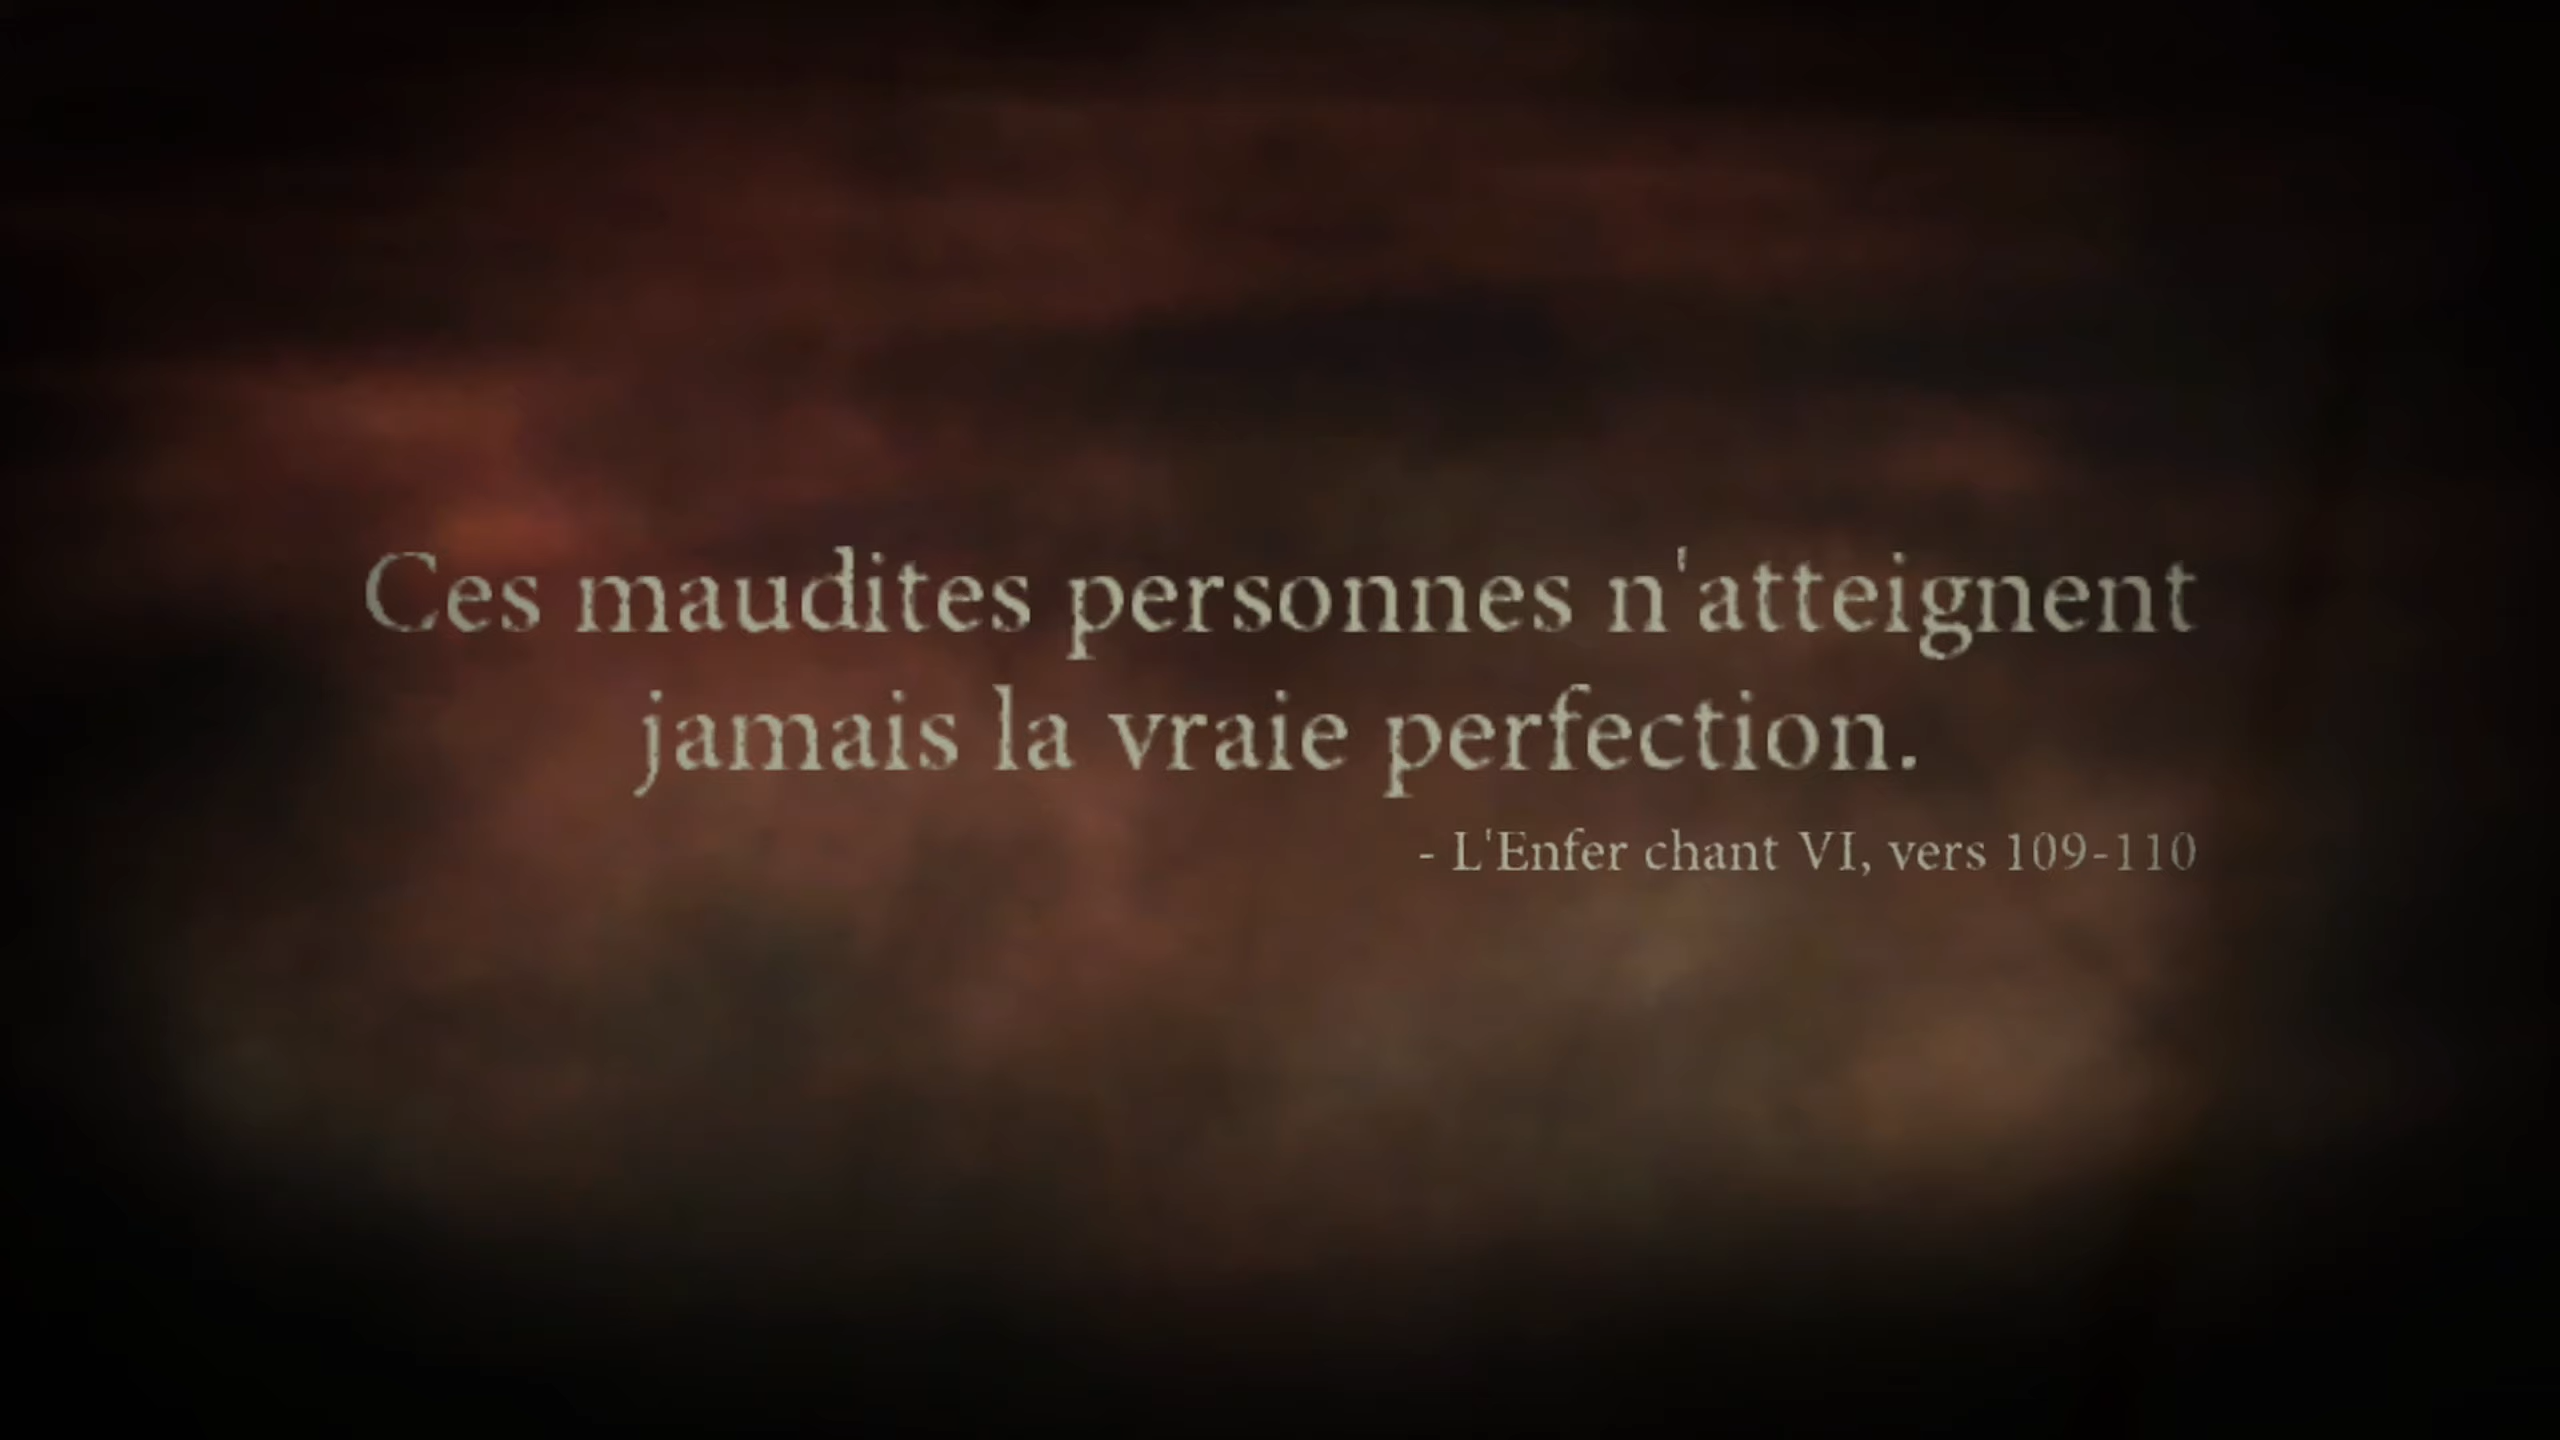 Ces maudites personnes n'atteignent
jamais la vraie perfection.
- L'Enfer chant VI, vers 109-110